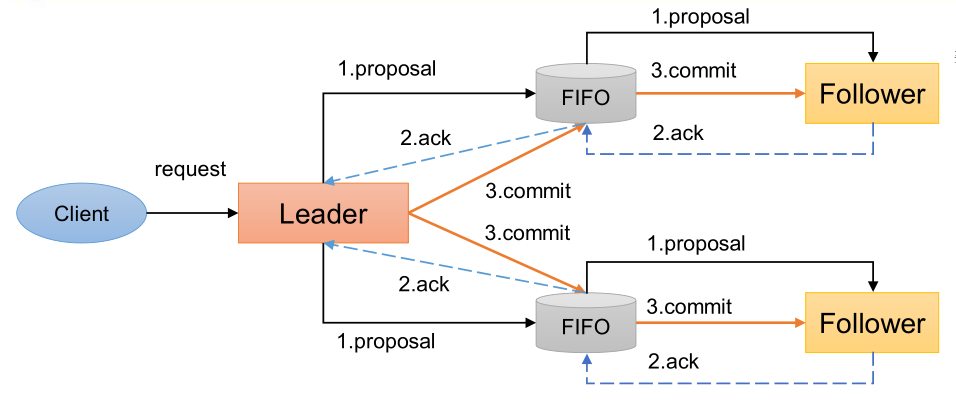 1.proposal
1.proposal
3.commit
FIFO
Follower
2.ack
2.ack
request
3.commit
Client
Leader
3.commit
1.proposal
2.ack
3.commit
FIFO
Follower
1.proposal
2.ack